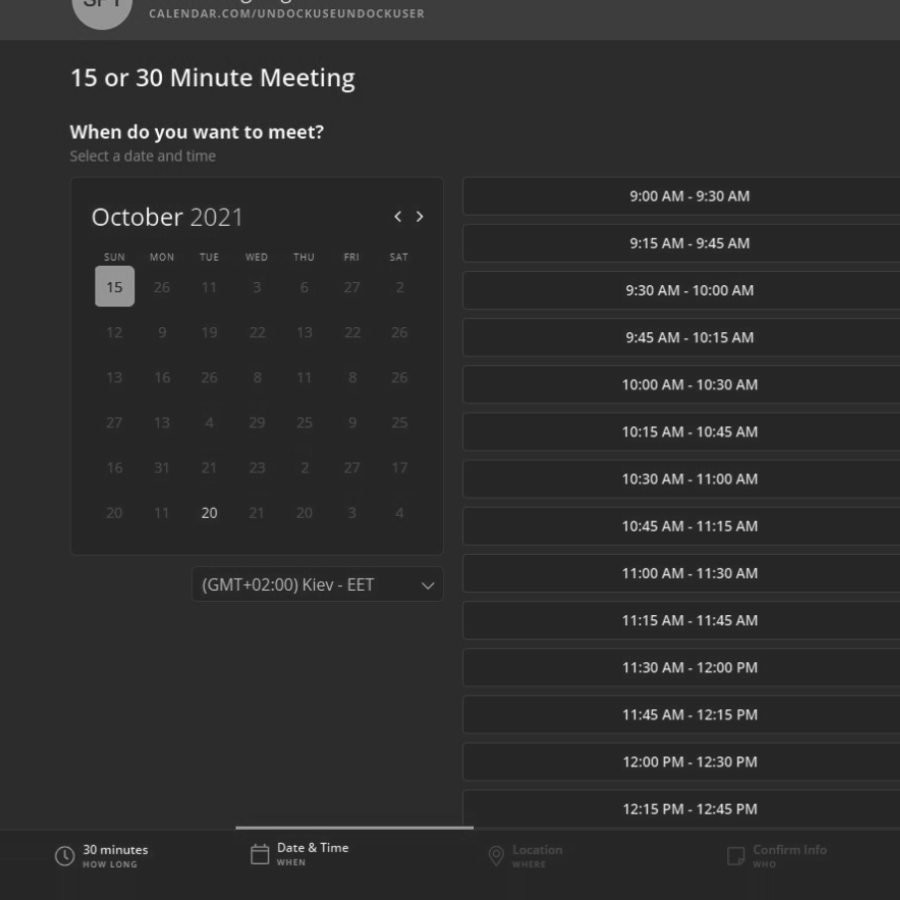 CALENDAR.COM/UNDOCKUSEUNDOCKUSER
15 or 30 Minute Meeting
When do you want to meet?
Select a date and time
October 2021
SUN MON TUE WED THU FRI SAT
15 26 11 3 6 27 2
12 9 19 22 13 22 26
13 16 26 8 11 8 26
27 13 4 29 25 9 25
16 31 21 23 2 27 17
20 11 20 21 20 3 4
(GMT+02:00) Kiev - EET
9:00 AM - 9:30 AM
9:15 AM - 9:45 AM
9:30 AM - 10:00 AM
9:45 AM - 10:15 AM
10:00 AM - 10:30 AM
10:15 AM - 10:45 AM
10:30 AM - 11:00 AM
10:45 AM - 11:15 AM
11:00 AM - 11:30 AM
11:15 AM - 11:45 AM
11:30 AM - 12:00 PM
11:45 AM - 12:15 PM
12:00 PM - 12:30 PM
12:15 PM - 12:45 PM
30 minutes
HOW LONG
Date & Time
WHEN
Location
WHERE
Confirm Info
WHO